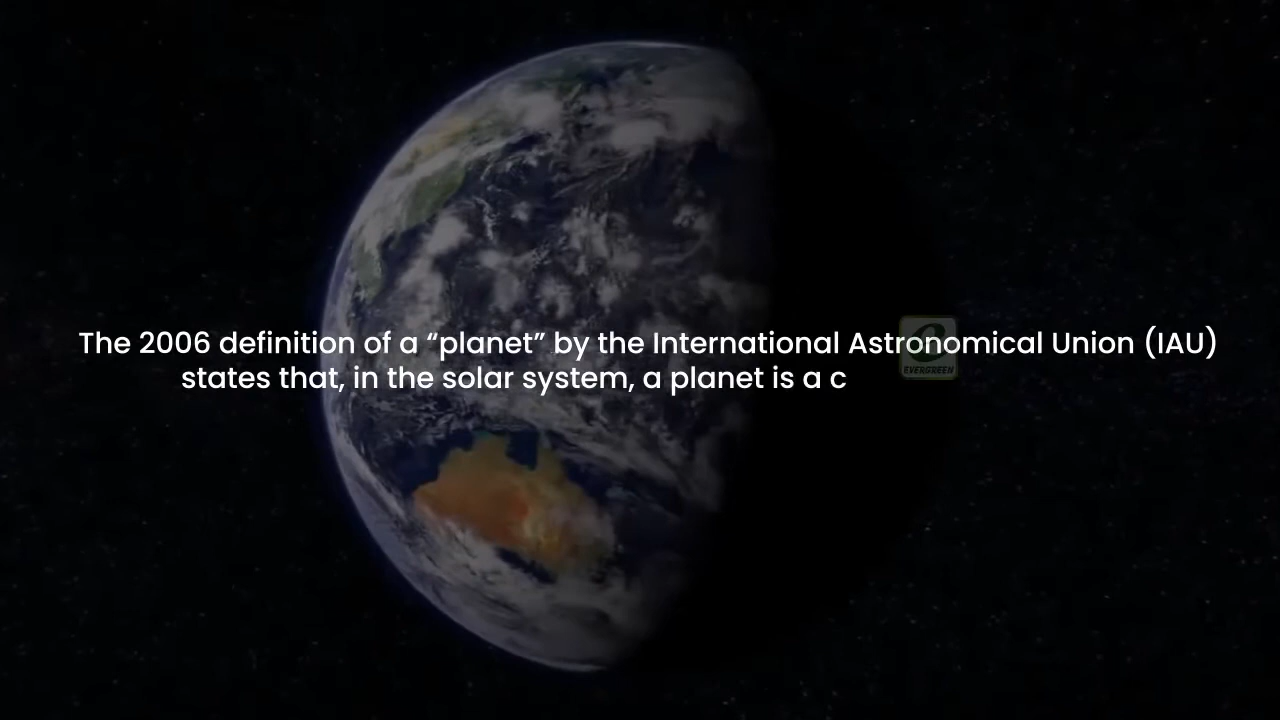 The 2006 definition of a “planet” by the International Astronomical Union (IAU)
states that, in the solar system, a planet is a c
EVERGREEN